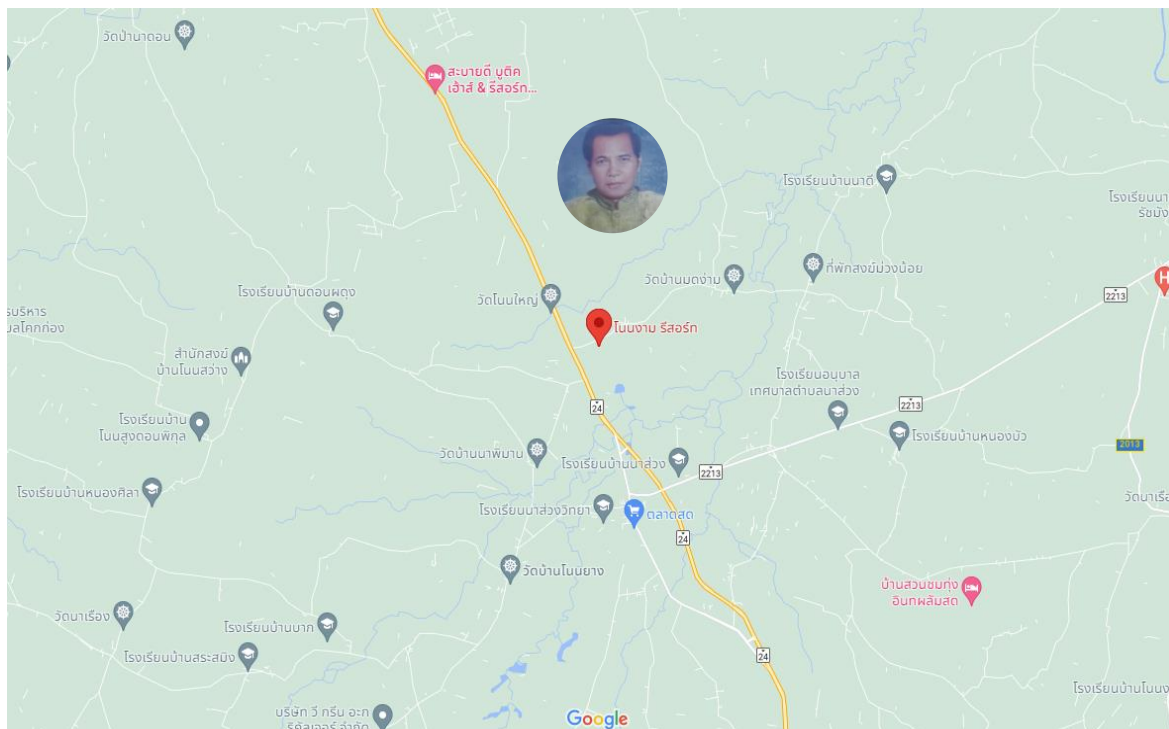 วัดป่านาดอน
สะบายดี บูติค
เฮ้าส์ & รีสอร์ท...
โรงเรียนบ้านนาดี
โรงเรียนนา
รัชมัง
ที่พักสงฆ์ม่วงน้อย
วัดบ้านมดง่าม
โรงเรียนบ้านดอนผดุง
วัดโนนใหญ่
2213
H
รบริหาร
บลโคกก่อง
โนนงาม รีสอร์ท
สำนักสงฆ์
บ้านโนนสว่าง
โรงเรียนอนุบาล
เทศบาลตำบลนาส่วง
24
2213
โรงเรียนบ้าน
โนนสูงดอนพิกุล
โรงเรียนบ้านหนองบัว
2013
วัดบ้านนาพิมาน
โรงเรียนบ้านนาส่วง
2213
โรงเรียนบ้านหนองศิลา
วัดนาเรือ
โรงเรียนนาส่วงวิทยา
ตลาดสด
24
วัดบ้านโนนยาง
บ้านสวนชมทุ่ง
อินทผลัมสด
วัดนาเรือง
โรงเรียนบ้านบาก
โรงเรียนบ้านสระสมิง
24
โรงเรียนบ้านโนนง
บริษัท วี กรีน อะก
Google